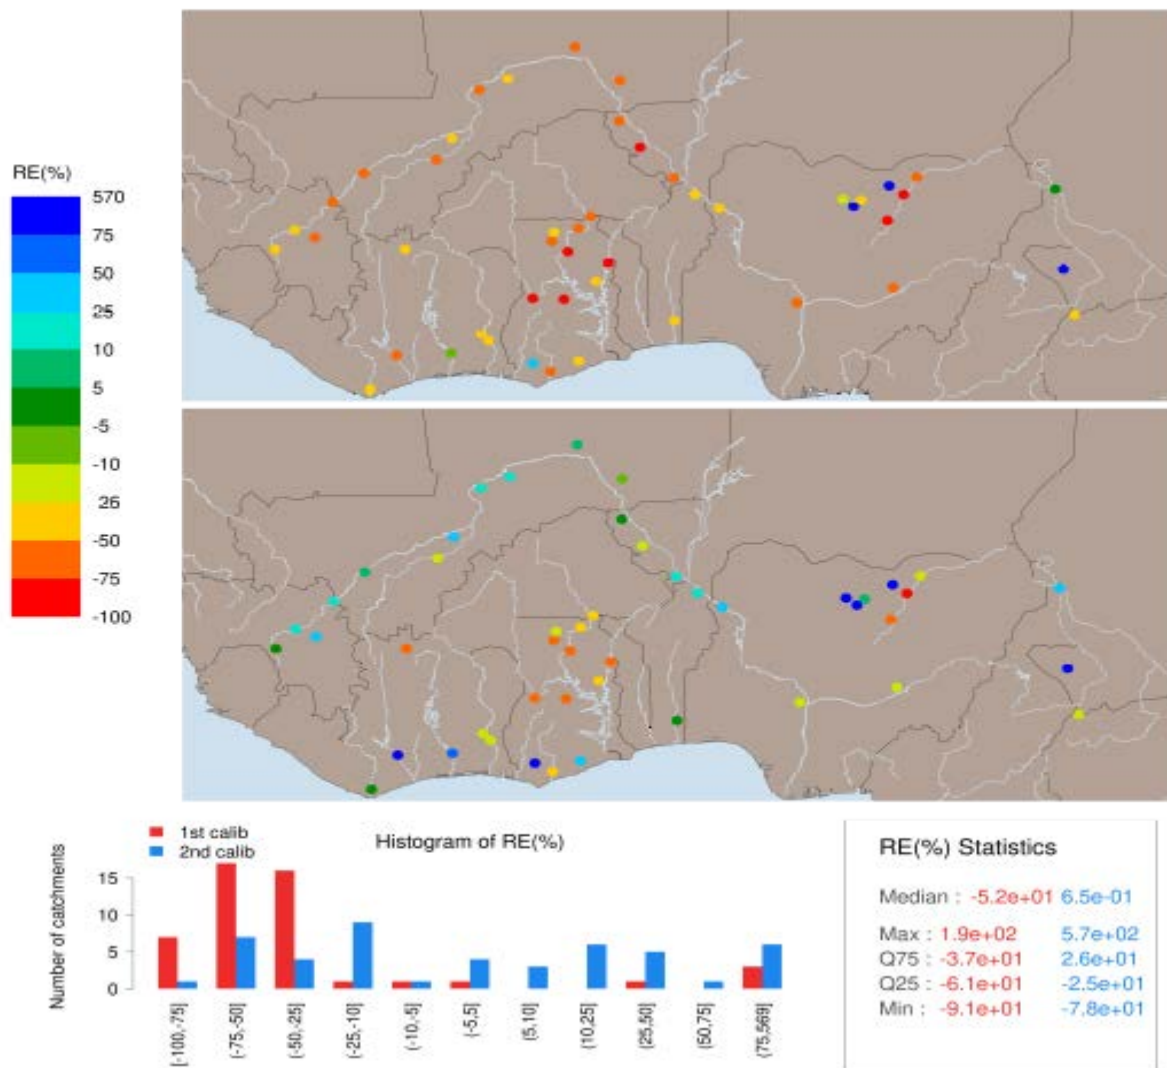 RE(%)
570
75
50
25
10
5
-5
-10
25
-50
-75
-100
1st calib
2nd calib
Histogram of RE(%)
Number of catchments
15
10
5
0
[-100,-75]
(-75,-50]
(-50,-25]
(-25,-10]
(-10,-5]
(-5,5]
(5,10]
(10,25]
(25,50]
(50,75]
(75,569]
RE(%) Statistics
Median : -5.2e+01 6.5e-01
Max : 1.9e+02 5.7e+02
Q75 : -3.7e+01 2.6e+01
Q25 : -6.1e+01 -2.5e+01
Min : -9.1e+01 -7.8e+01